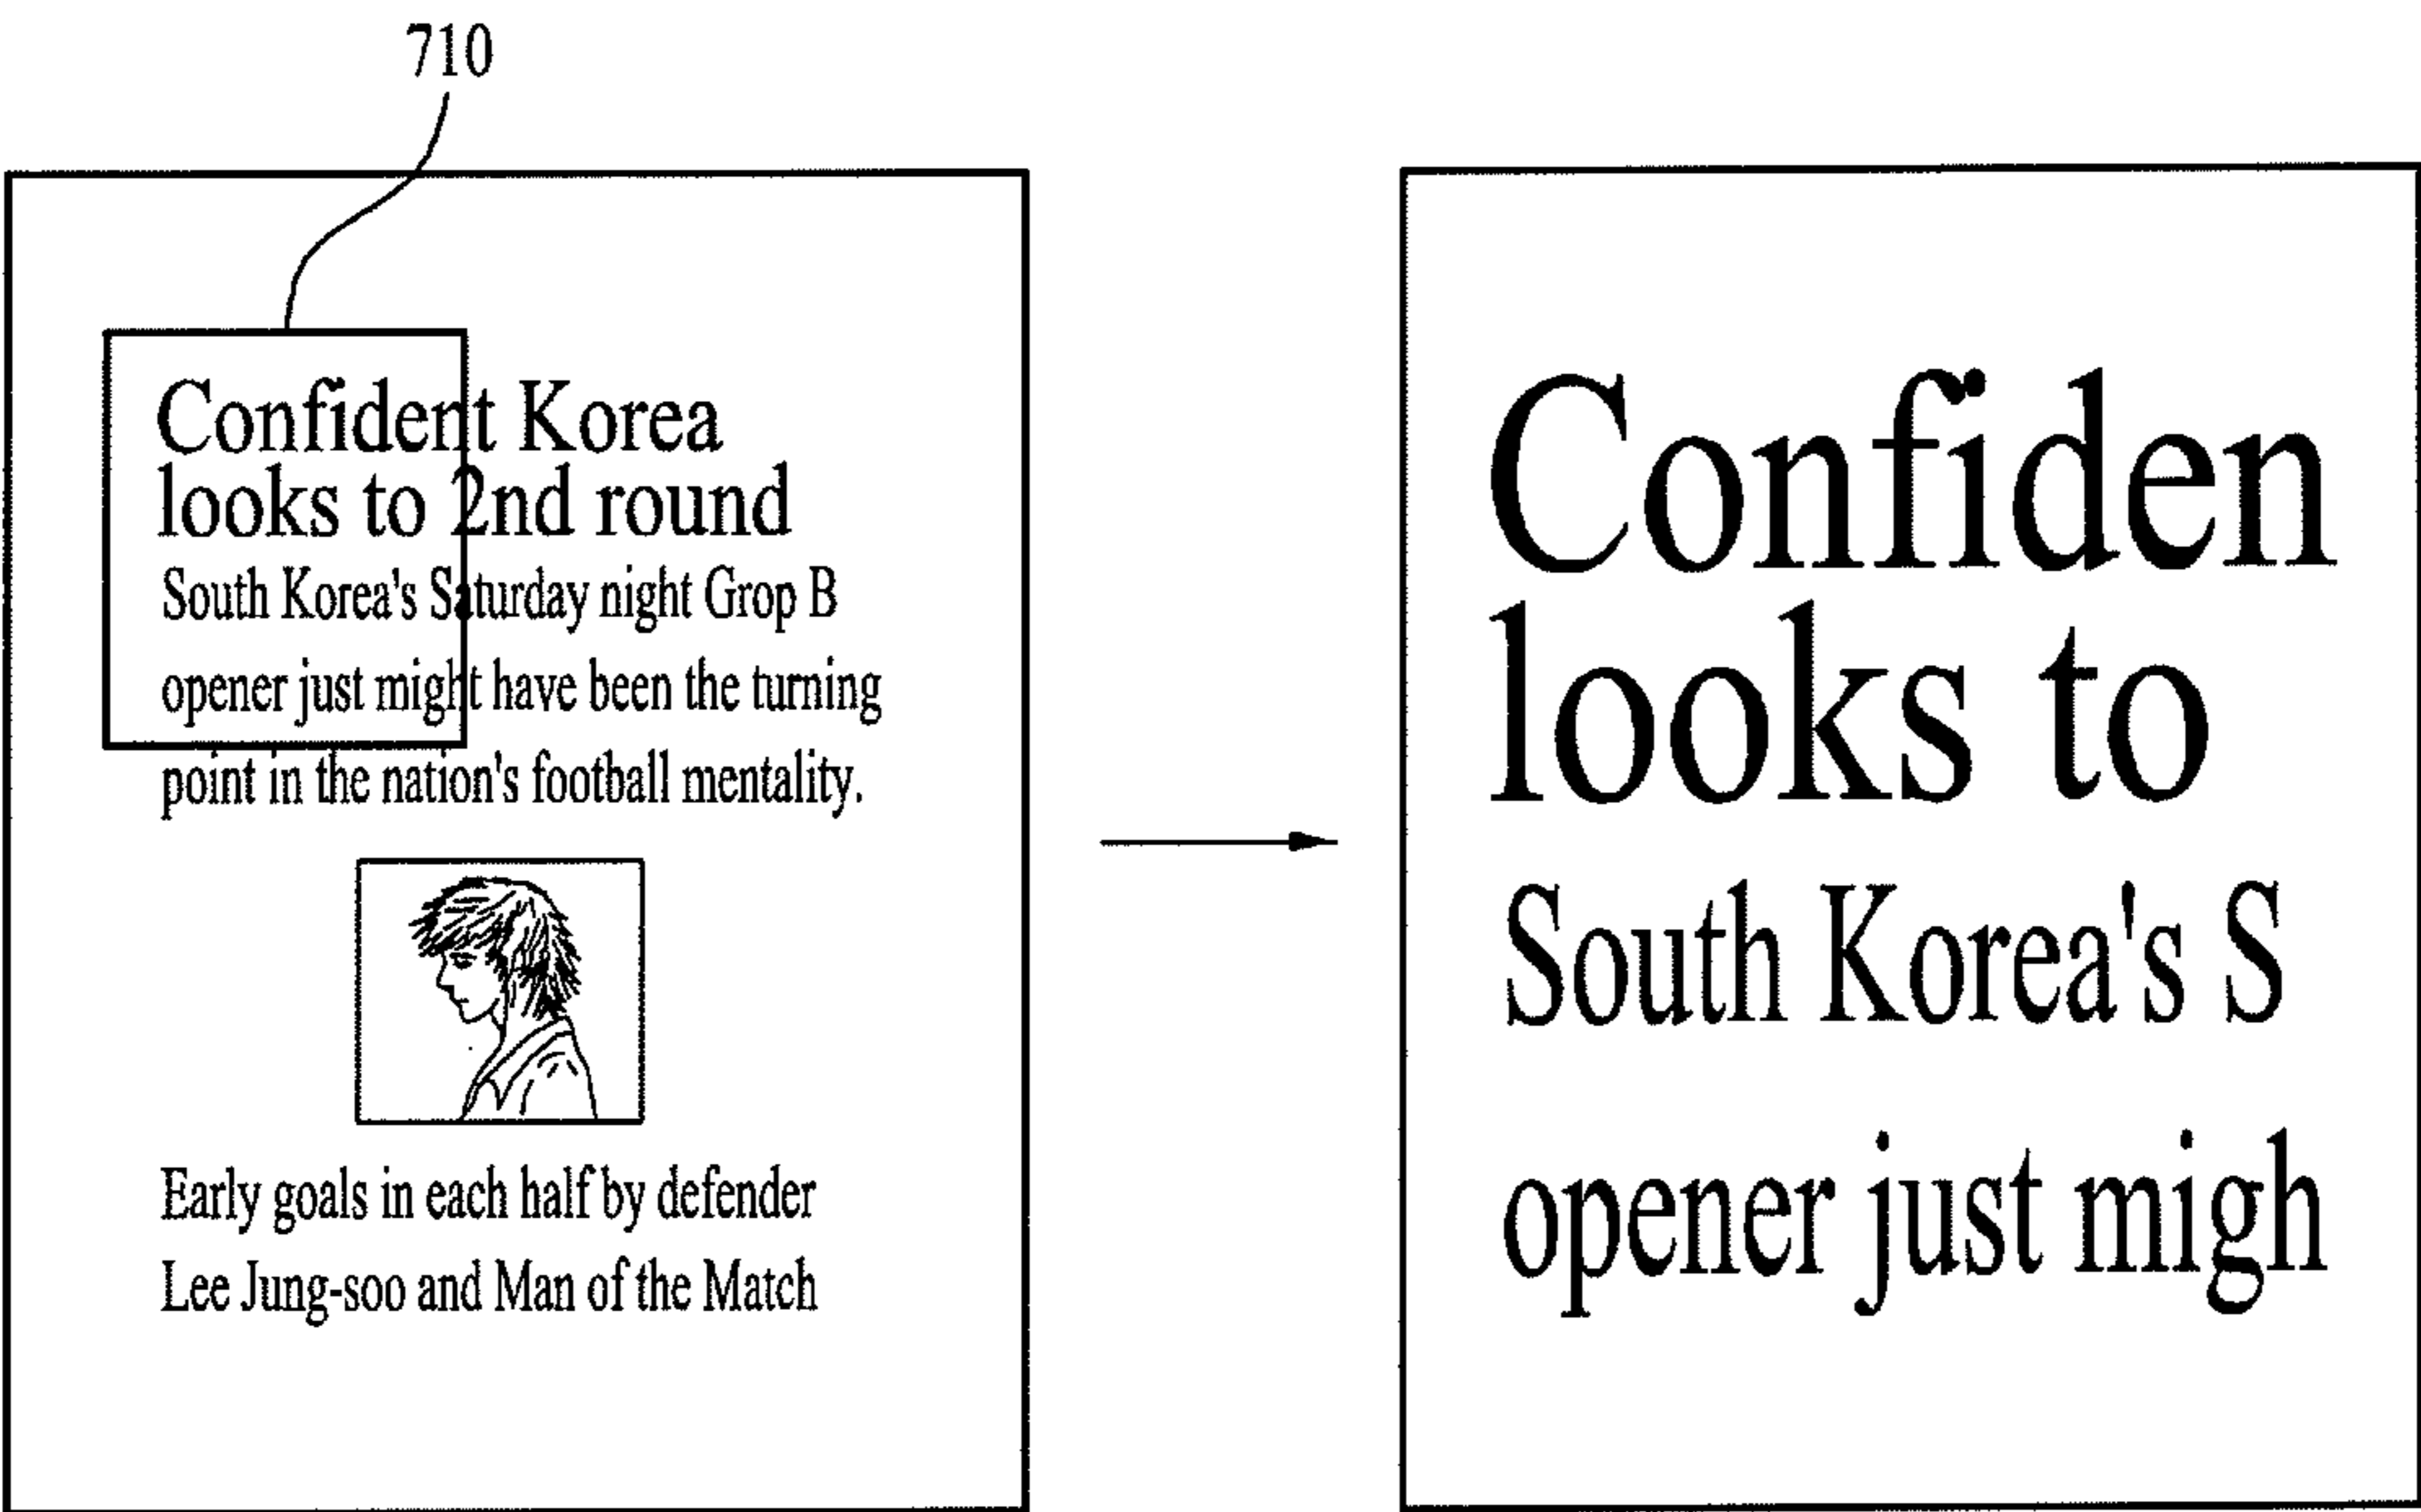 710
Confident Korea
looks to 2nd round
South Korea's Saturday night Grop B
opener just might have been the turning
point in the nation's football mentality.
Early goals in each half by defender
Lee Jung-soo and Man of the Match
Confiden
looks to
South Korea's S
opener just migh